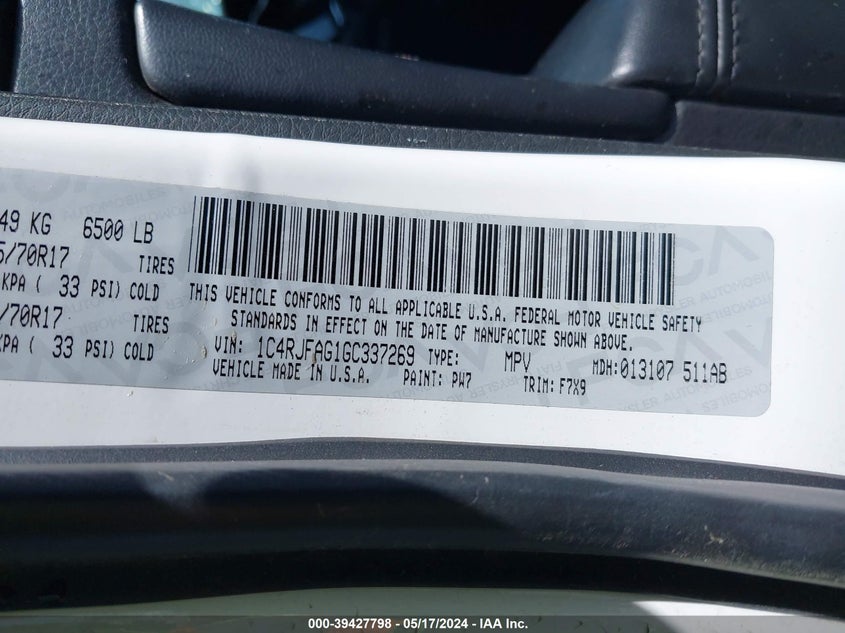 49 KG 6500 LB
/70R17 TIRES
KPA ( 33 PSI) COLD
/70R17 TIRES
KPA ( 33 PSI) COLD
THIS VEHICLE CONFORMS TO ALL APPLICABLE U.S.A. FEDERAL MOTOR VEHICLE SAFETY
STANDARDS IN EFFECT ON THE DATE OF MANUFACTURE SHOWN ABOVE.
VIN: 1C4RJFAG1GC337269 TYPE: MPV MDH:013107 511AB
VEHICLE MADE IN U.S.A. PAINT: PW7 TRIM: F7X9
000-39427798 - 05/17/2024 - IAA Inc.